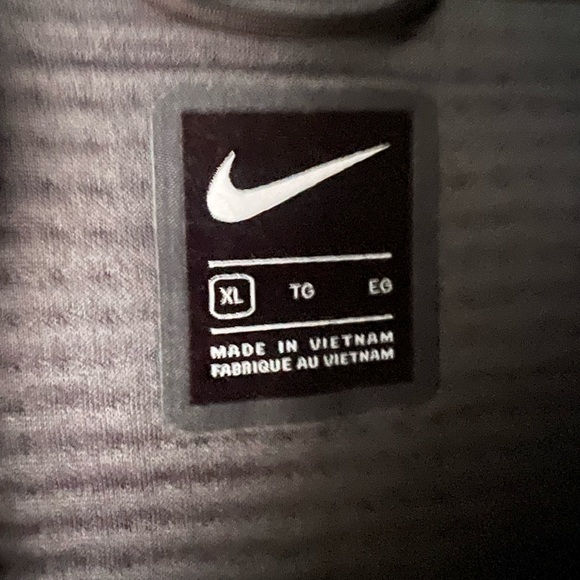 XL TG EG
MADE IN VIETNAM
FABRIQUE AU VIETNAM